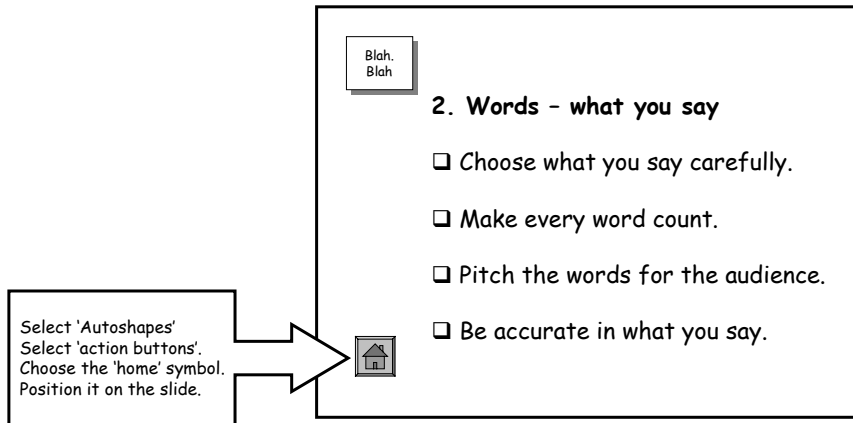 Blah.
Blah
2. Words – what you say
❑ Choose what you say carefully.
❑ Make every word count.
❑ Pitch the words for the audience.
❑ Be accurate in what you say.
Select ‘Autoshapes’
Select ‘action buttons’.
Choose the ‘home’ symbol.
Position it on the slide.